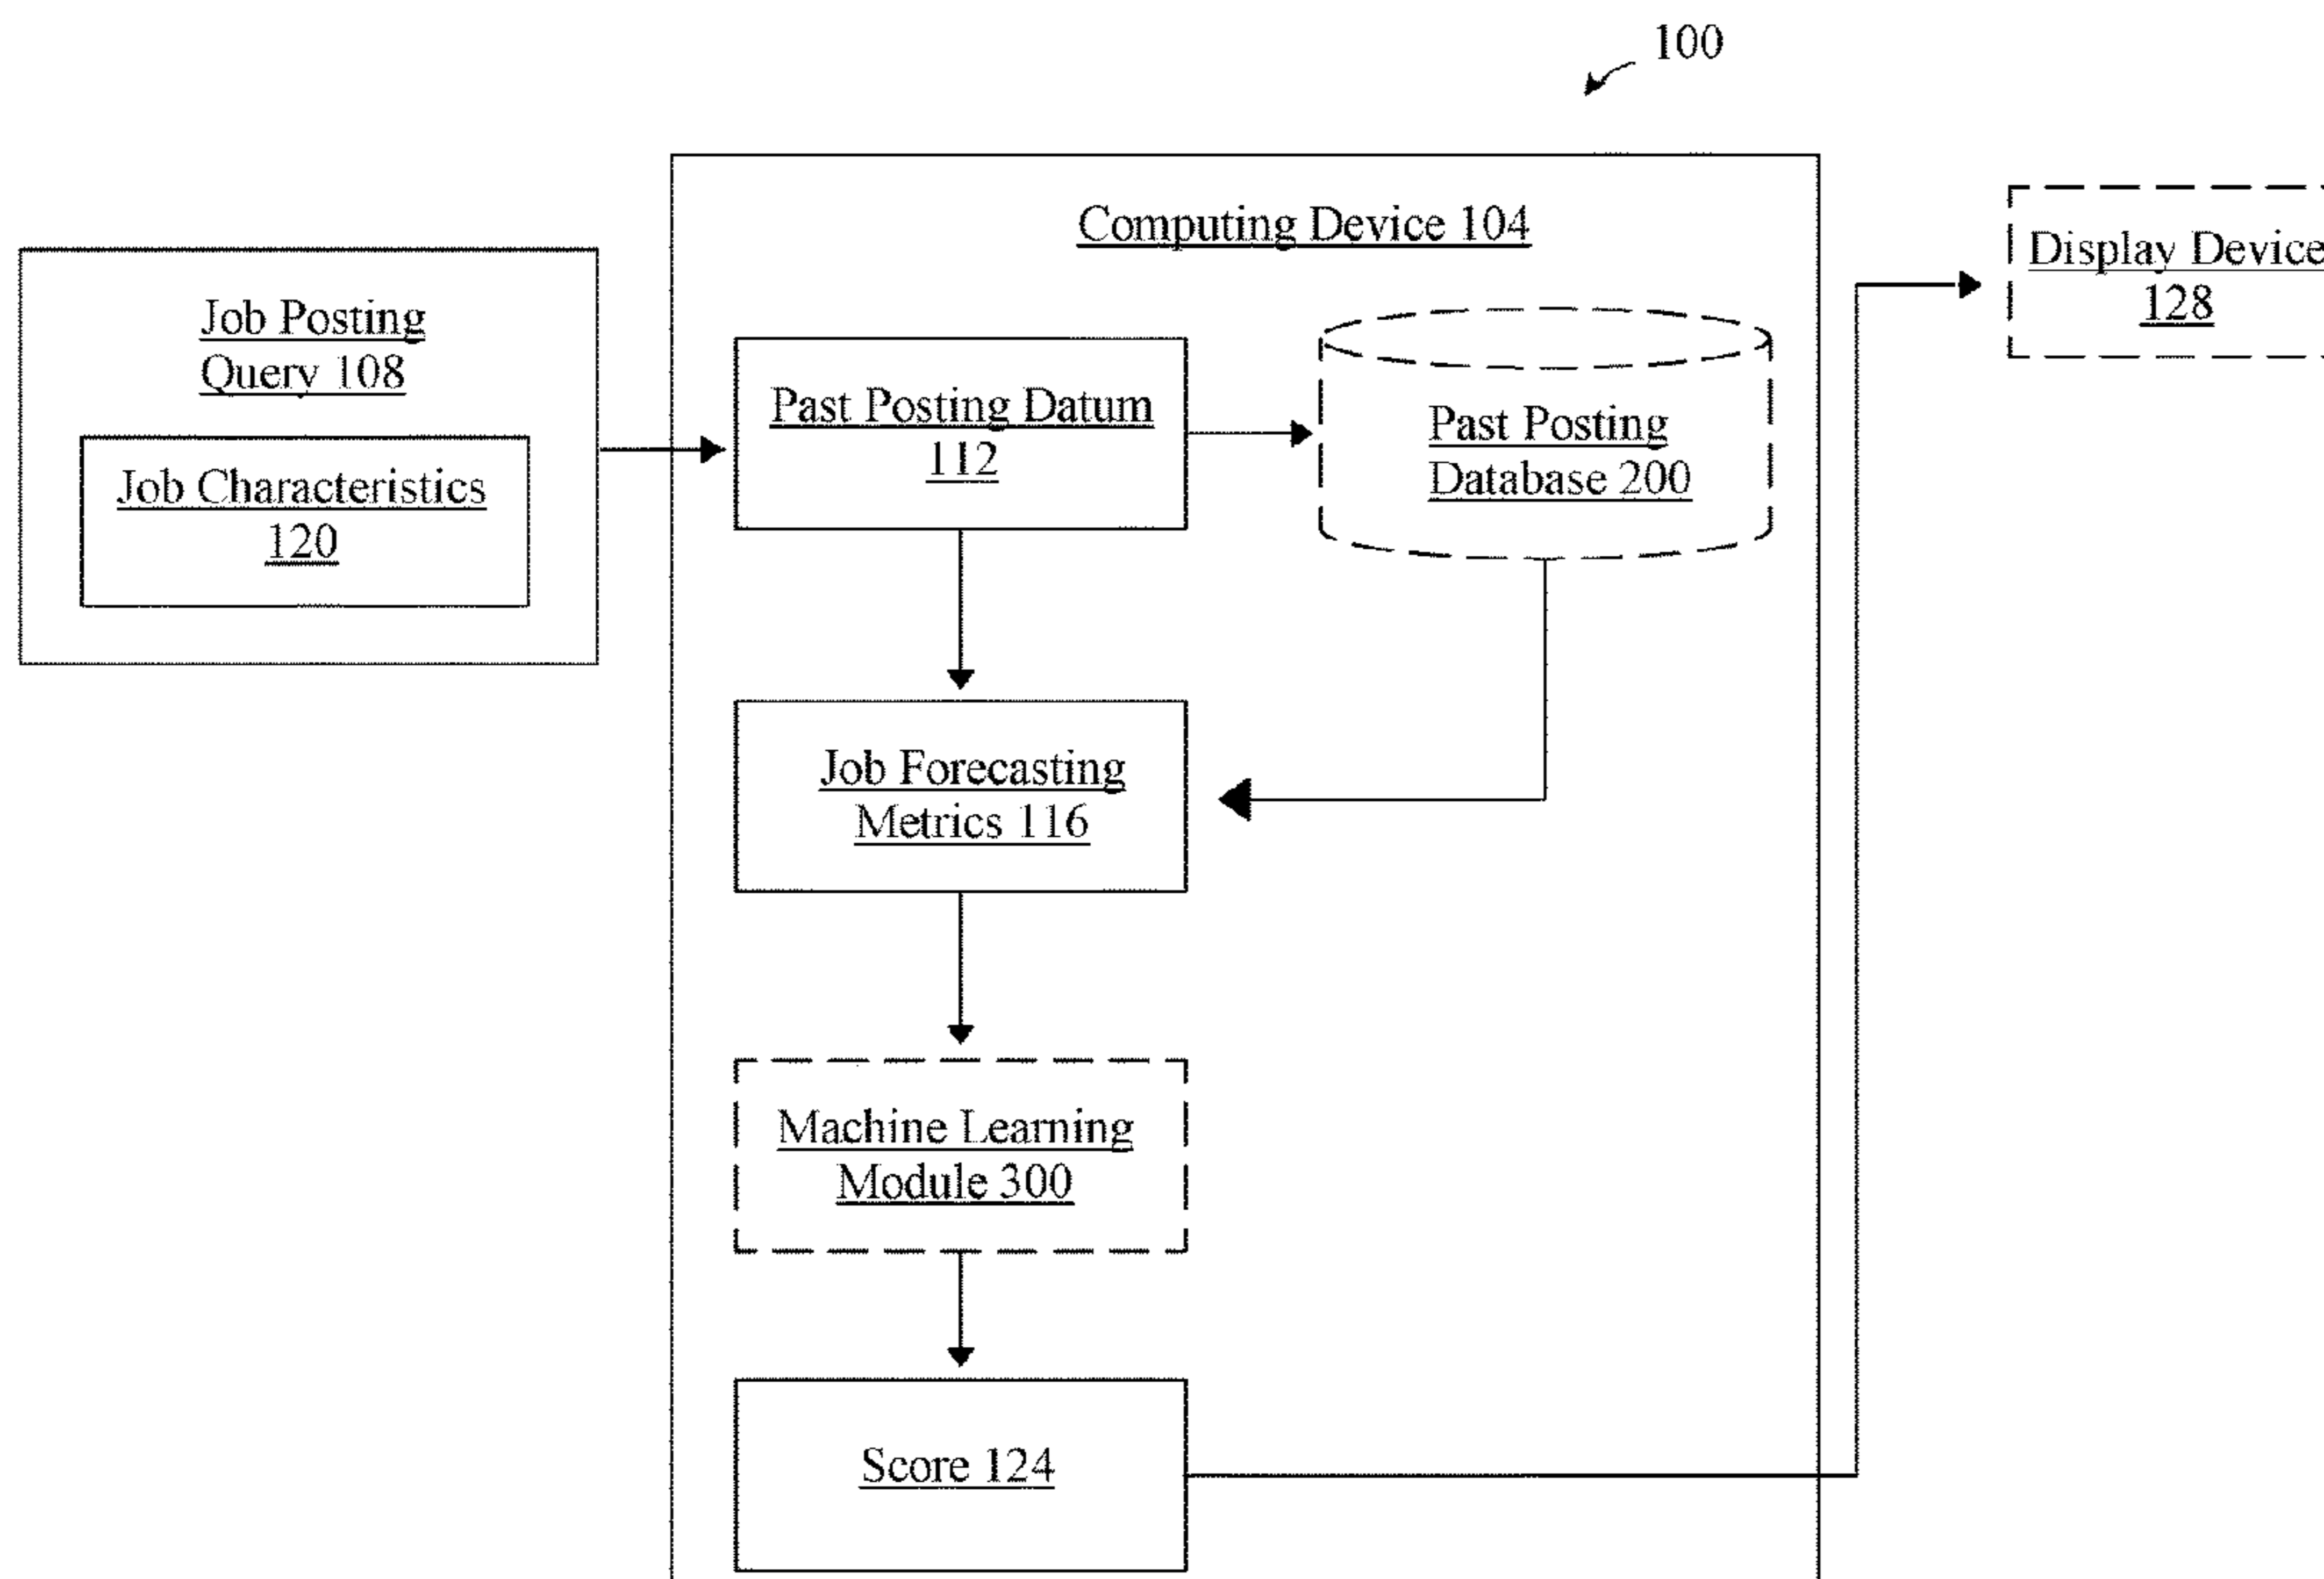 100
Computing Device 104
Display Device
128
Job Posting
Query 108
Job Characteristics
120
Past Posting Datum
112
Past Posting
Database 200
Job Forecasting
Metrics 116
Machine Learning
Module 300
Score 124